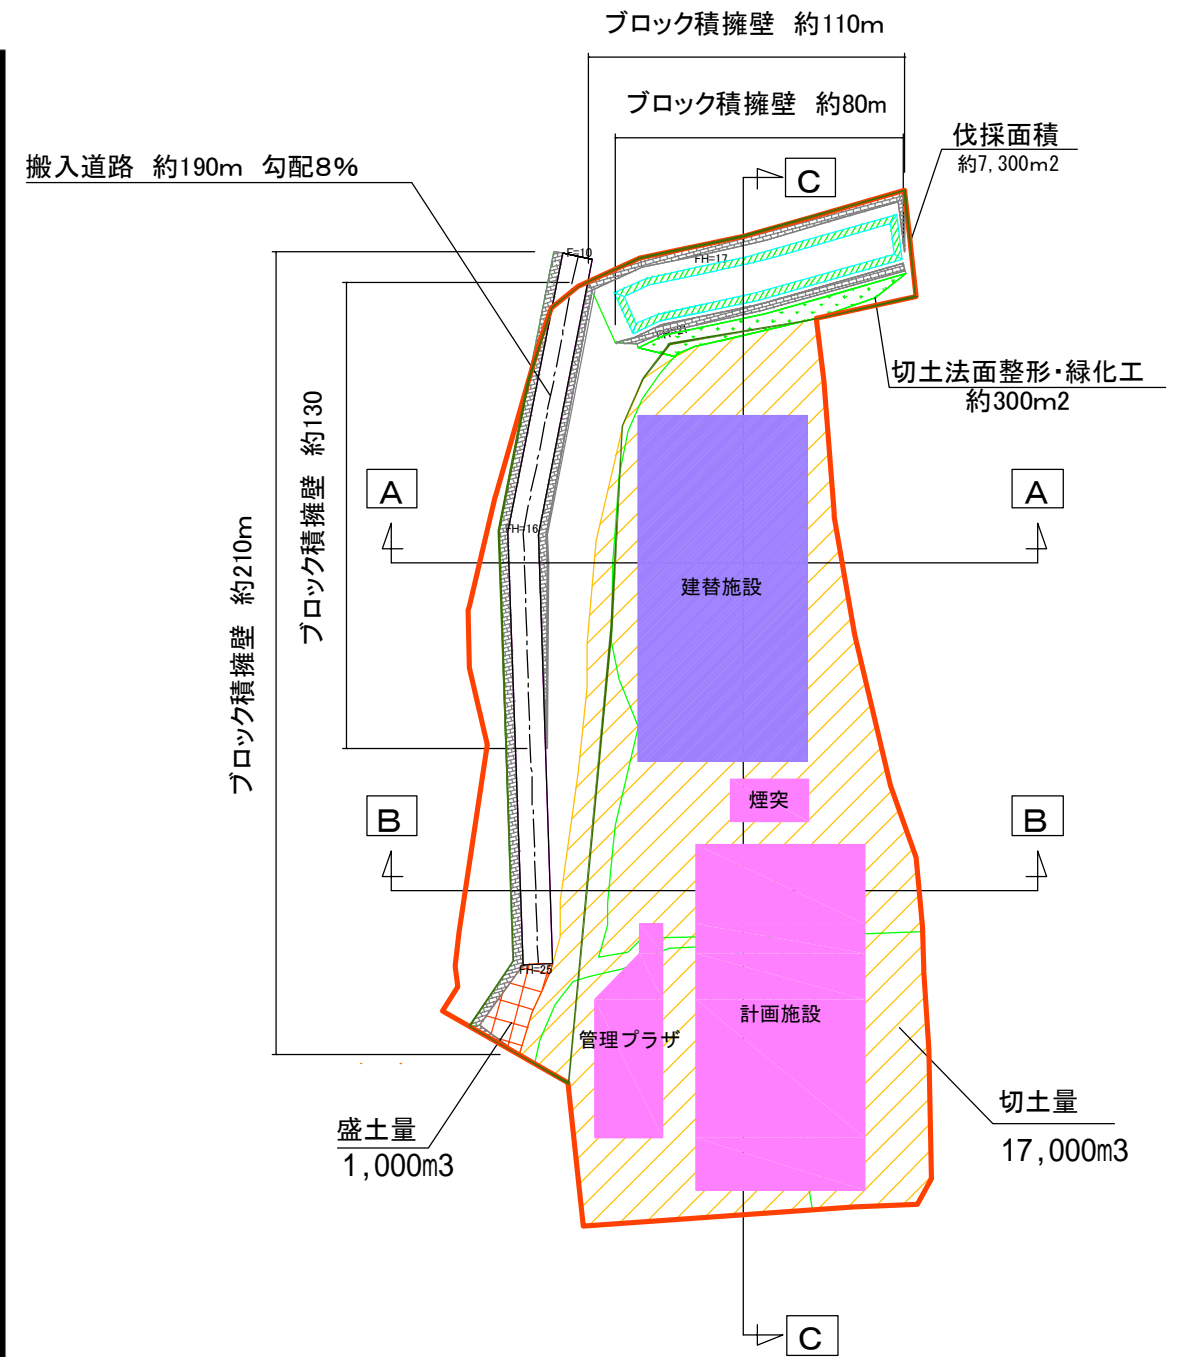 ブロック積擁壁　約110m
ブロック積擁壁　約80m
伐採面積
約7,300m2
搬入道路　約190m　勾配8%
C
F=10
FH=17
FH=21
切土法面整形・緑化工
約300m2
ブロック積擁壁　約130
ブロック積擁壁　約210m
A
A
FH=16
建替施設
煙突
B
B
FH=25
計画施設
管理プラザ
盛土量
1,000m3
切土量
17,000m3
C